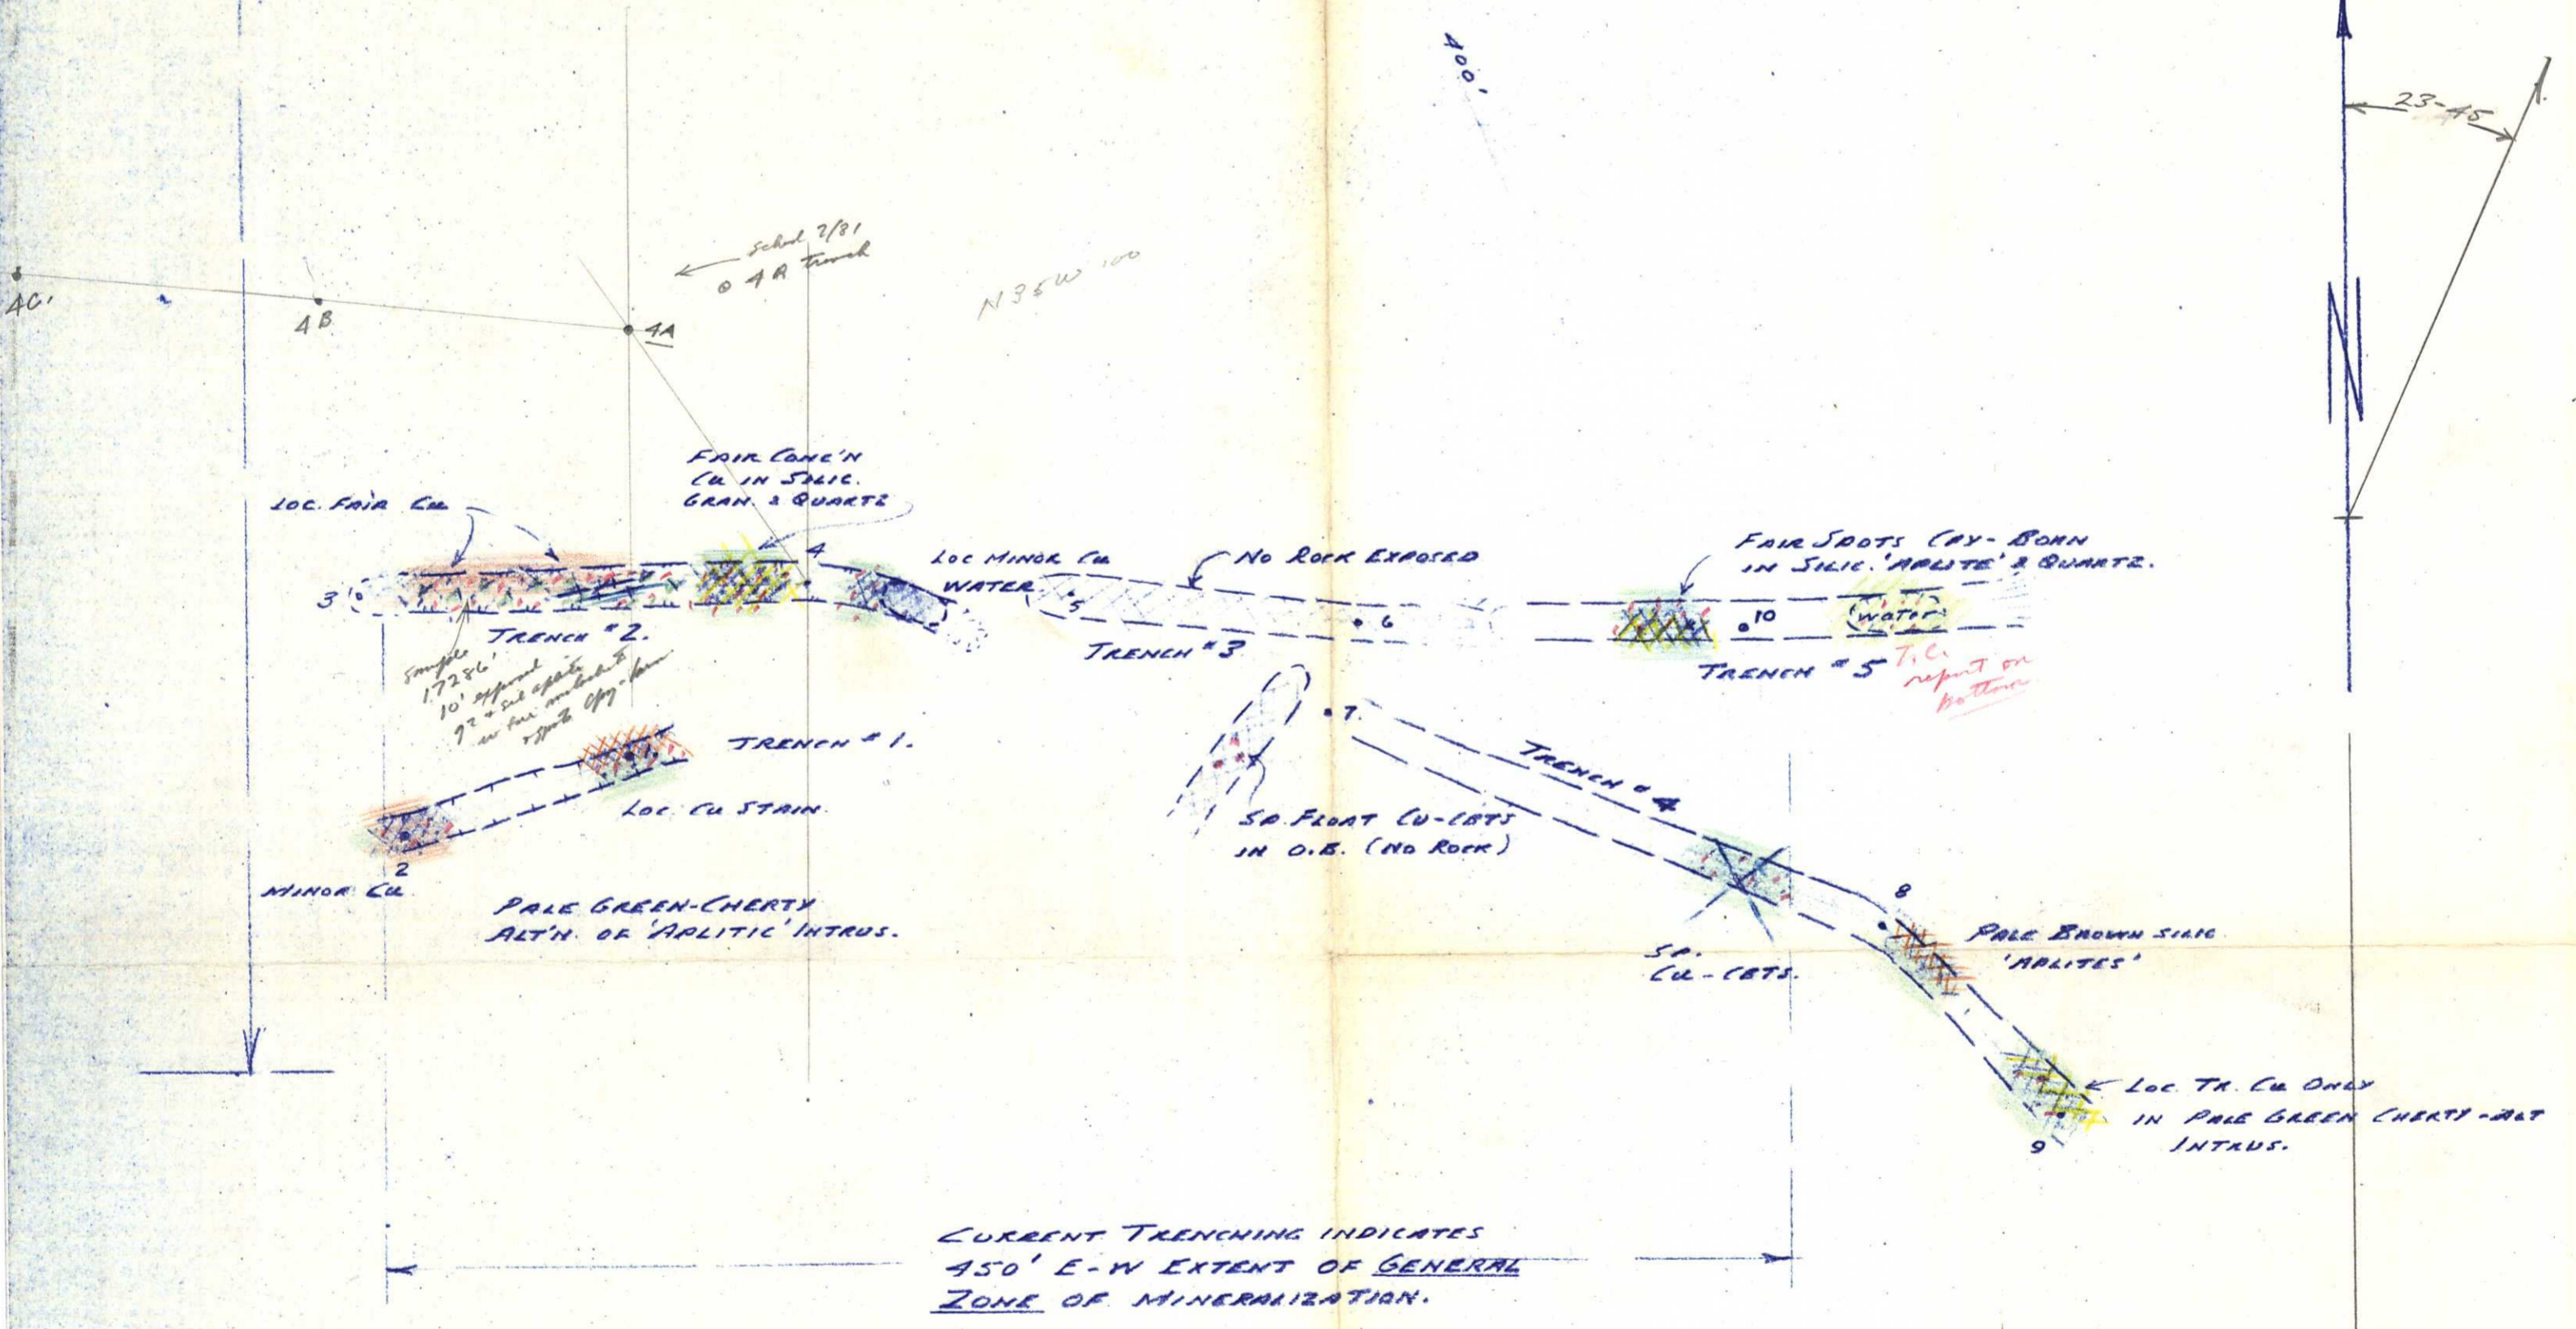 400'
23-45
4C.
4B
4A
4A trench
N35W 100
N
LOC. FAIR CU
FAIR CONC'N
CU IN SILIC.
GRAN. & QUARTZ
3
4
LOC MINOR CU
WATER
5
NO ROCK EXPOSED
6
FAIR SPOTS CPY-BORN
IN SILIC. 'APLITE' & QUARTZ.
10
water
TRENCH #2.
TRENCH #3
TRENCH #5
T.C.
report on
bottom
sample
17286
10' exposed
TRENCH #1.
1.
LOC. CU STAIN
2
MINOR CU
PALE GREEN-CHERTY
ALT'N. OF 'APLITIC' INTRUS.
7.
SP. FLOAT CU-CBTS
IN O.B. (NO ROCK)
TRENCH #4
8
SP.
CU-CBTS.
PALE BROWN SILIC
'APLITES'
LOC. TR. CU ONLY
IN PALE GREEN CHERTY-ALT
INTRUS.
9
CURRENT TRENCHING INDICATES
450' E-W EXTENT OF GENERAL
ZONE OF MINERALIZATION.